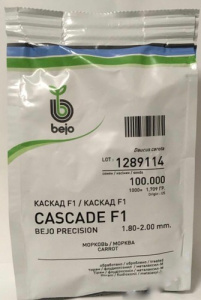 bejo
Daucus carota
LOT: 1289114
100.000
КАСКАД F1 / КАСКАД F1
CASCADE F1
BEJO PRECISION 1.80-2.00 mm.
МОРКОВЬ / МОРКВА
CARROT